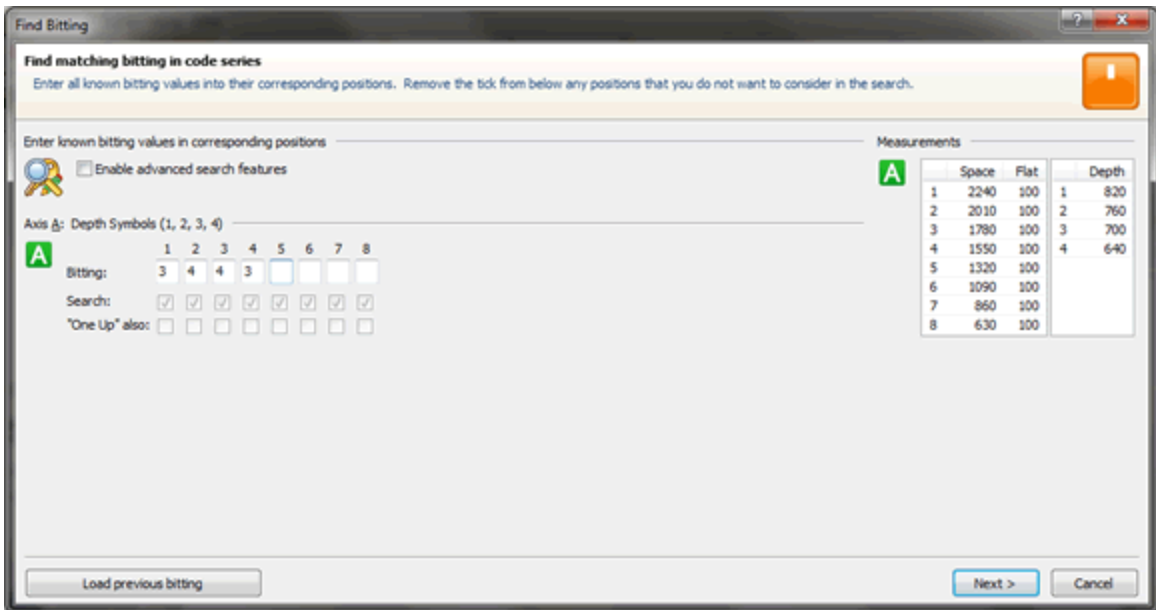 Find Bitting
Find matching bitting in code series
Enter all known bitting values into their corresponding positions. Remove the tick from below any positions that you do not want to consider in the search.
Enter known bitting values in corresponding positions
Enable advanced search features
Axis A: Depth Symbols (1, 2, 3, 4)
A
1 2 3 4 5 6 7 8
Bitting: 3 4 4 3
Search:
"One Up" also:
Measurements
A
Space Flat
1 2240 100
2 2010 100
3 1780 100
4 1550 100
5 1320 100
6 1090 100
7 860 100
8 630 100
Depth
1 820
2 760
3 700
4 640
Load previous bitting
Next >
Cancel